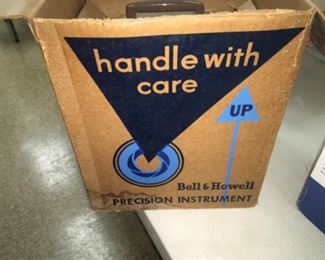 handle with
care
UP
Bell & Howell
PRECISION INSTRUMENT